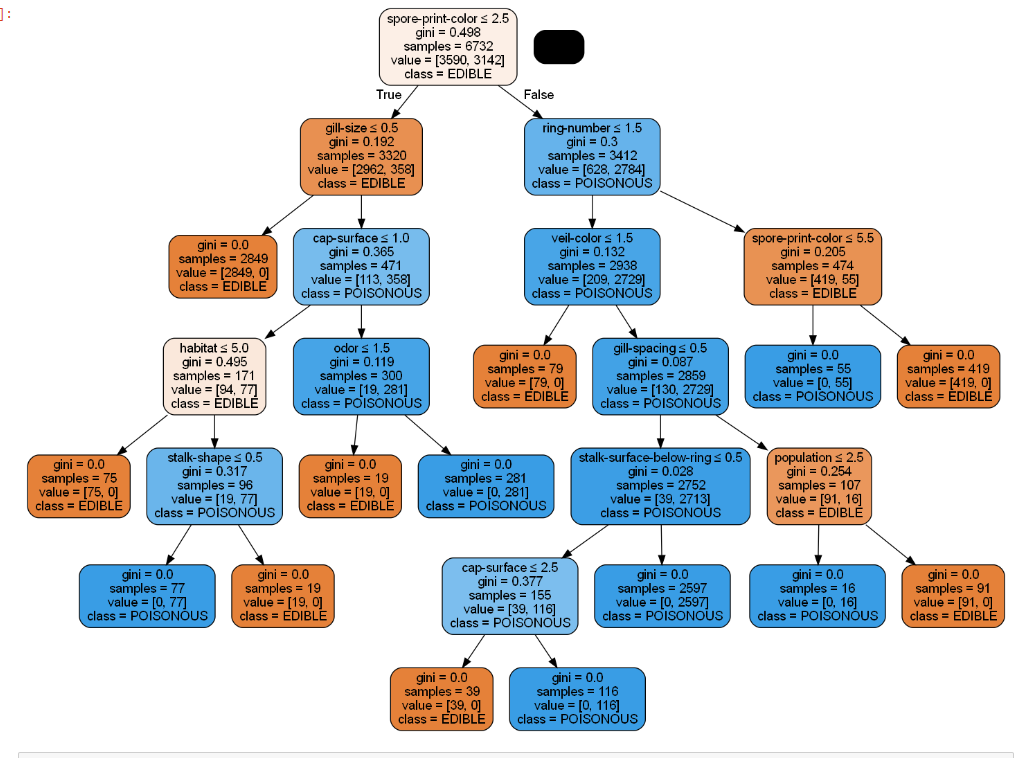 ]:
spore-print-color ≤ 2.5
gini = 0.498
samples = 6732
value = [3590, 3142]
class = EDIBLE
True
False
gill-size ≤ 0.5
gini = 0.192
samples = 3320
value = [2962, 358]
class = EDIBLE
ring-number ≤ 1.5
gini = 0.3
samples = 3412
value = [628, 2784]
class = POISONOUS
gini = 0.0
samples = 2849
value = [2849, 0]
class = EDIBLE
cap-surface ≤ 1.0
gini = 0.365
samples = 471
value = [113, 358]
class = POISONOUS
veil-color ≤ 1.5
gini = 0.132
samples = 2938
value = [209, 2729]
class = POISONOUS
spore-print-color ≤ 5.5
gini = 0.205
samples = 474
value = [419, 55]
class = EDIBLE
habitat ≤ 5.0
gini = 0.495
samples = 171
value = [94, 77]
class = EDIBLE
odor ≤ 1.5
gini = 0.119
samples = 300
value = [19, 281]
class = POISONOUS
gini = 0.0
samples = 79
value = [79, 0]
class = EDIBLE
gill-spacing ≤ 0.5
gini = 0.087
samples = 2859
value = [130, 2729]
class = POISONOUS
gini = 0.0
samples = 55
value = [0, 55]
class = POISONOUS
gini = 0.0
samples = 419
value = [419, 0]
class = EDIBLE
gini = 0.0
samples = 75
value = [75, 0]
class = EDIBLE
stalk-shape ≤ 0.5
gini = 0.317
samples = 96
value = [19, 77]
class = POISONOUS
gini = 0.0
samples = 19
value = [19, 0]
class = EDIBLE
gini = 0.0
samples = 281
value = [0, 281]
class = POISONOUS
stalk-surface-below-ring ≤ 0.5
gini = 0.028
samples = 2752
value = [39, 2713]
class = POISONOUS
population ≤ 2.5
gini = 0.254
samples = 107
value = [91, 16]
class = EDIBLE
gini = 0.0
samples = 77
value = [0, 77]
class = POISONOUS
gini = 0.0
samples = 19
value = [19, 0]
class = EDIBLE
cap-surface ≤ 2.5
gini = 0.377
samples = 155
value = [39, 116]
class = POISONOUS
gini = 0.0
samples = 2597
value = [0, 2597]
class = POISONOUS
gini = 0.0
samples = 16
value = [0, 16]
class = POISONOUS
gini = 0.0
samples = 91
value = [91, 0]
class = EDIBLE
gini = 0.0
samples = 39
value = [39, 0]
class = EDIBLE
gini = 0.0
samples = 116
value = [0, 116]
class = POISONOUS